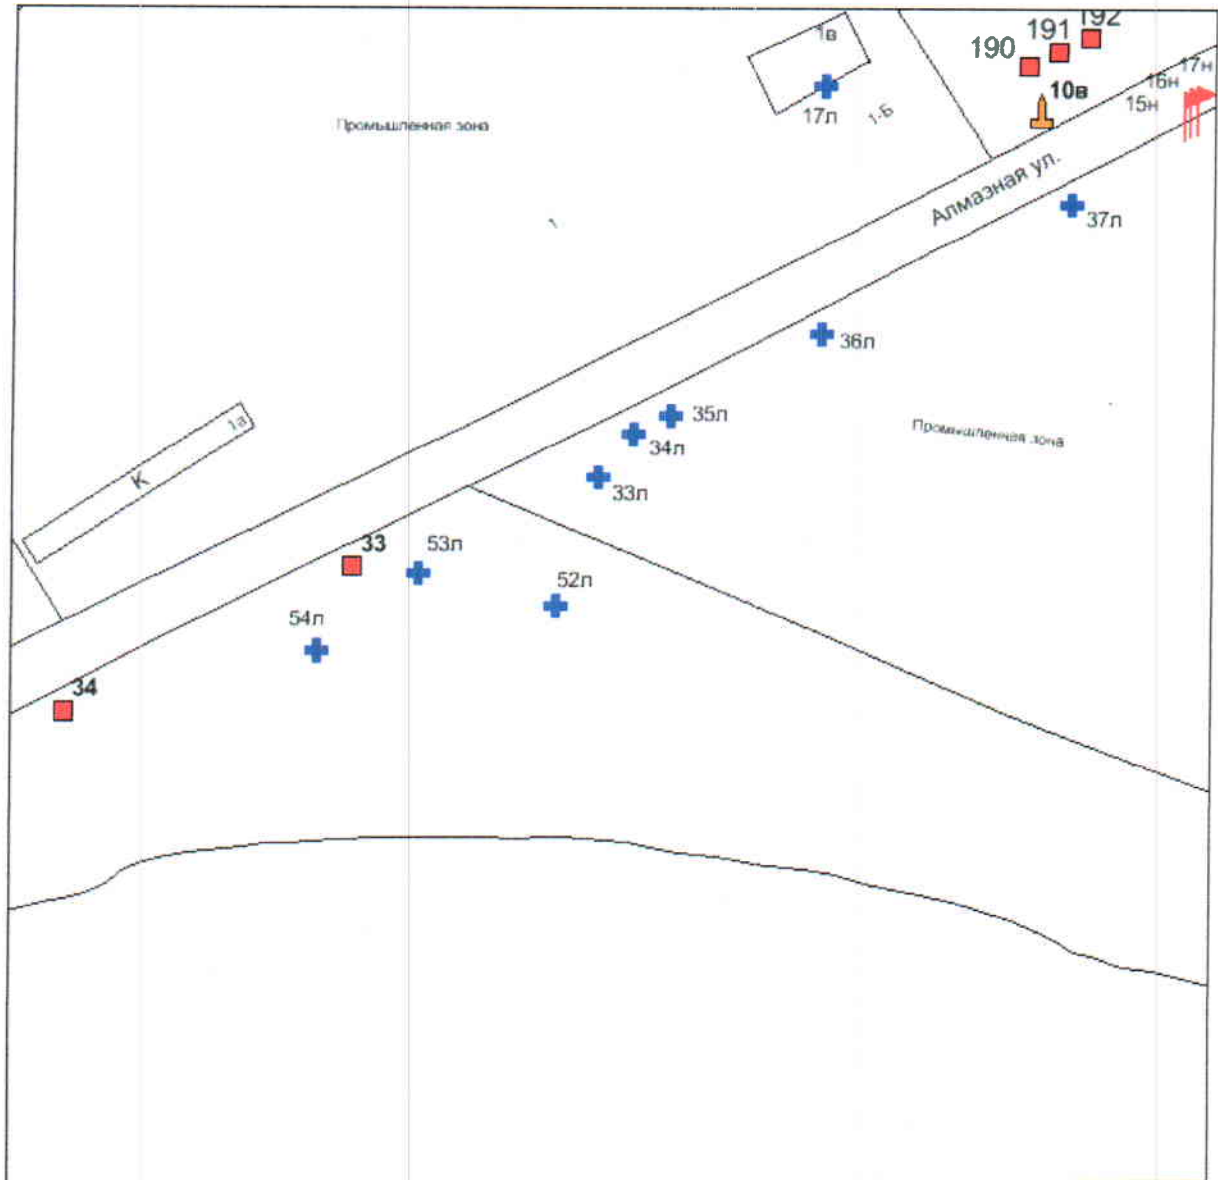 192
191
190
1в
17н
16н
15н
10в
17л
1-Б
Промышленная зона
Алмазная ул.
37л
1
36л
35л
34л
33л
Промышленная зона
1а
К
33
53л
52л
54л
34